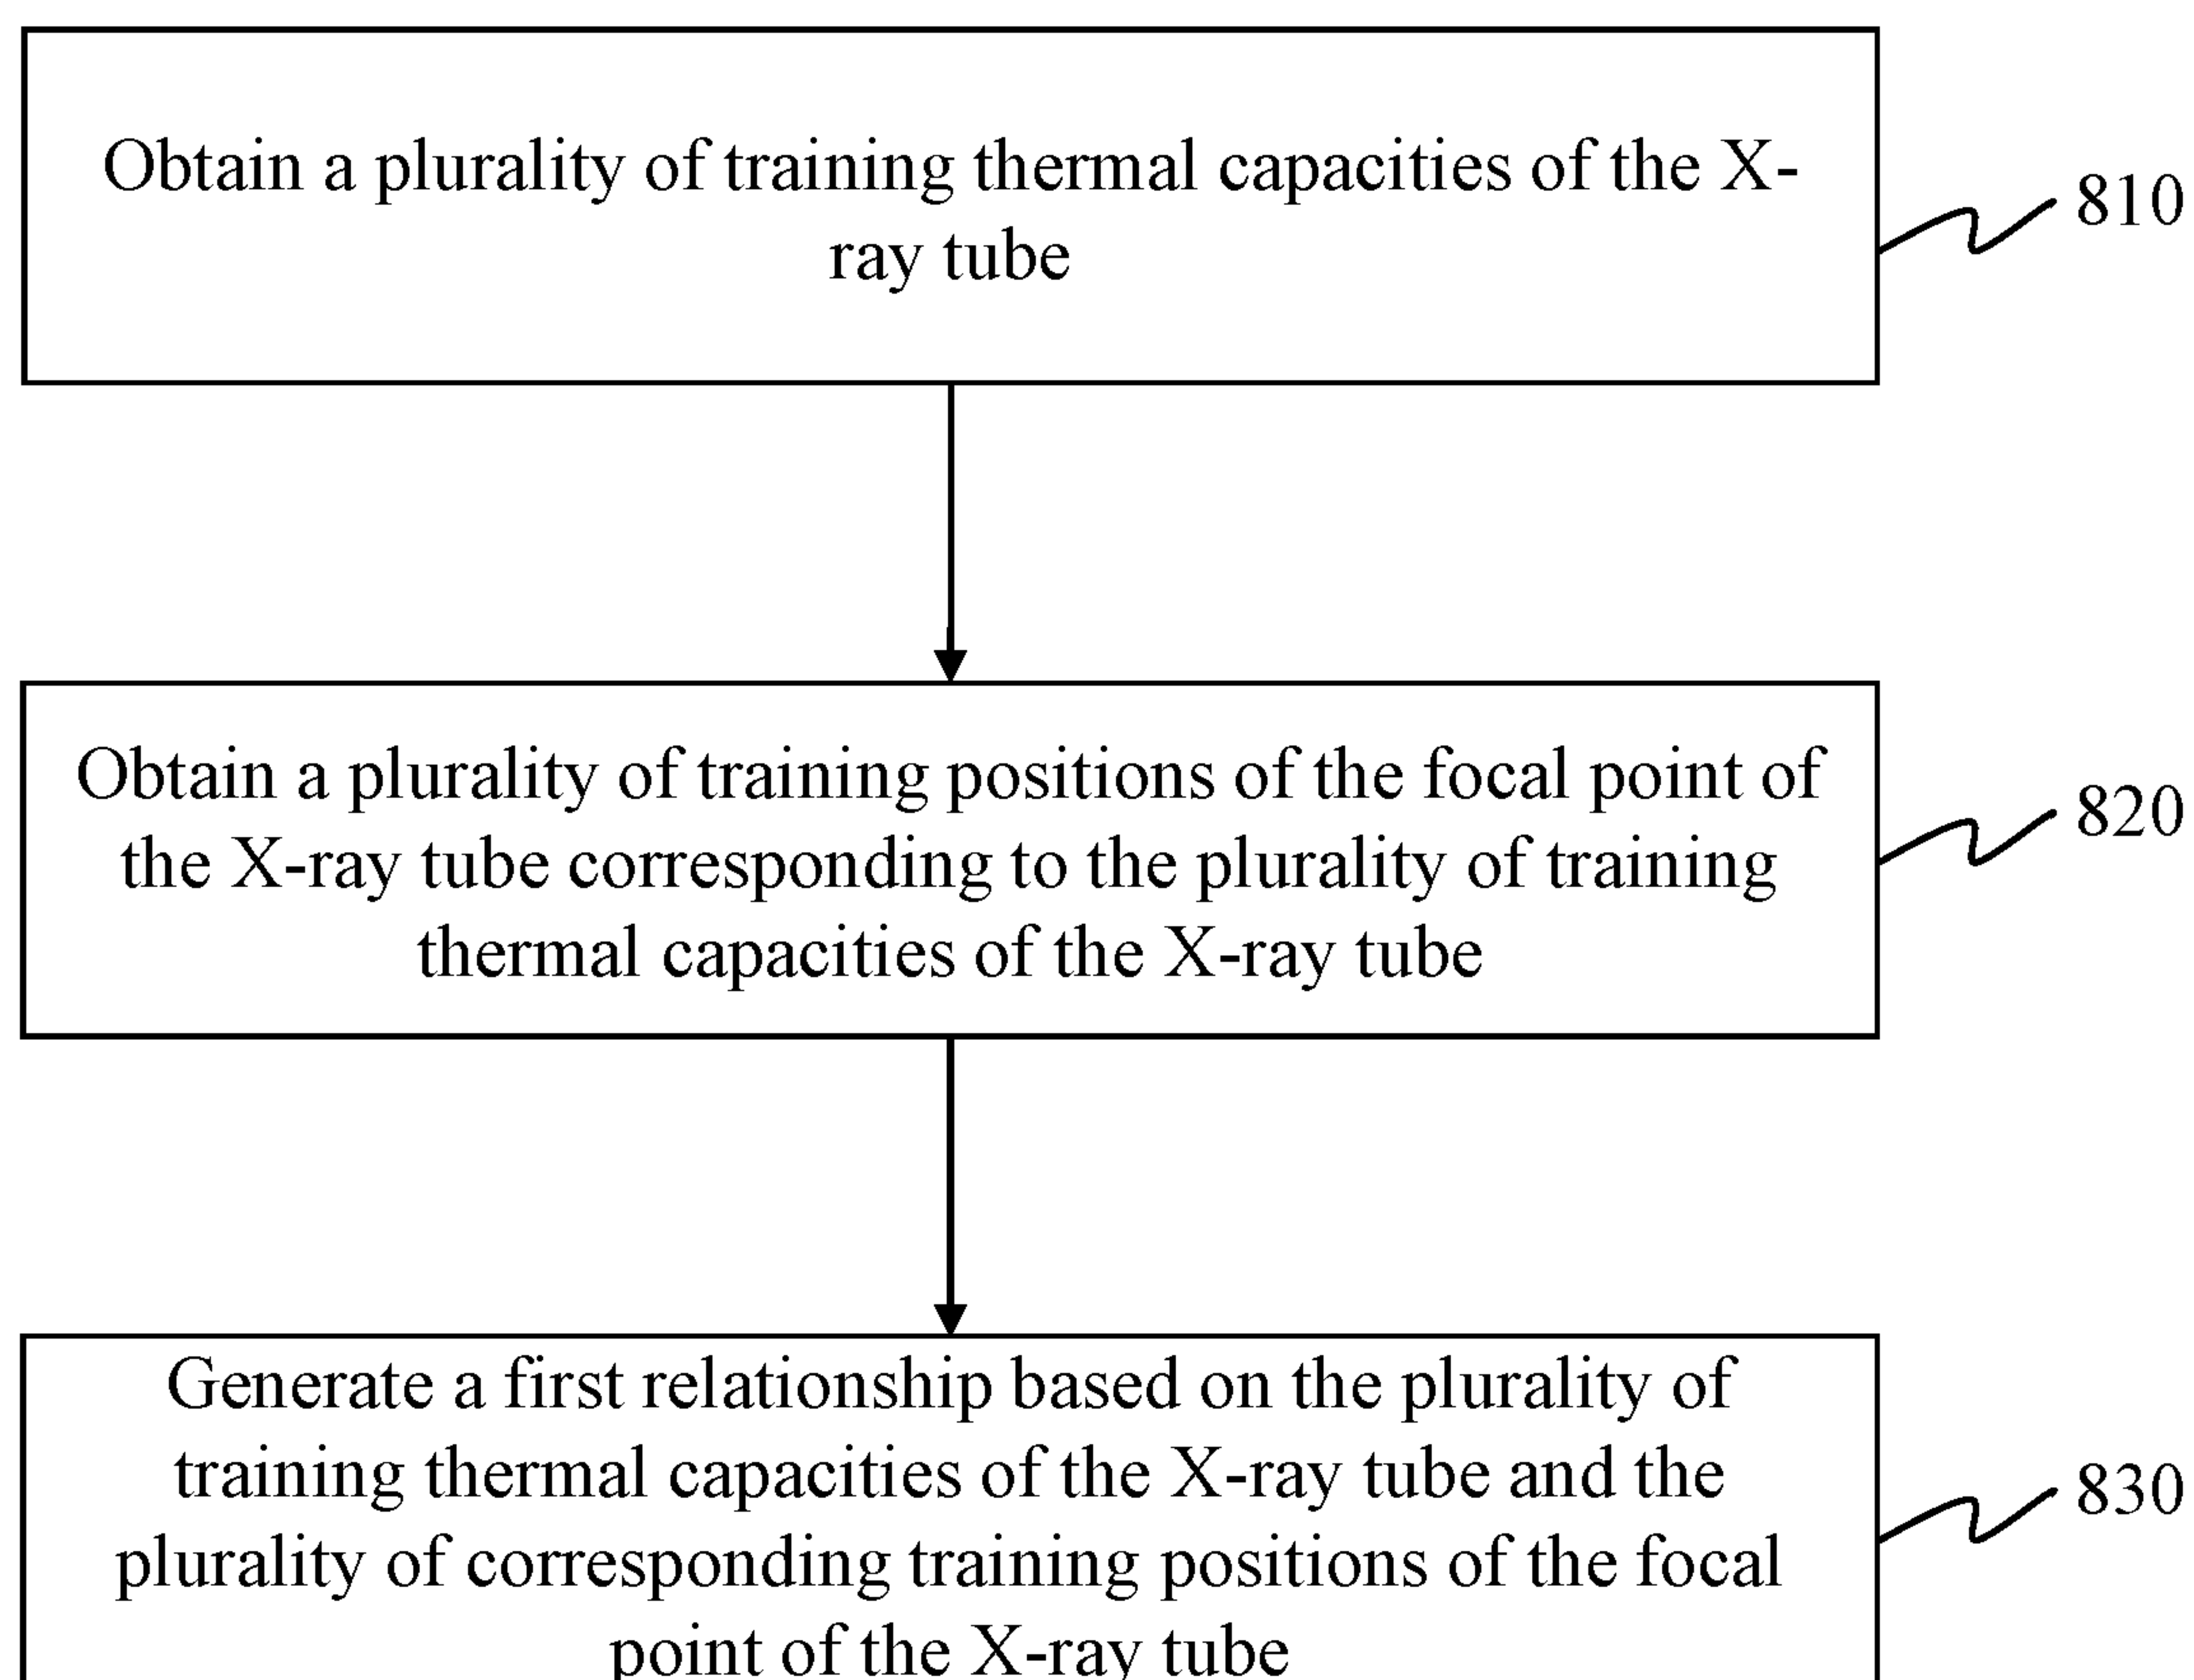 Obtain a plurality of training thermal capacities of the X-
ray tube
810
Obtain a plurality of training positions of the focal point of
the X-ray tube corresponding to the plurality of training
thermal capacities of the X-ray tube
820
Generate a first relationship based on the plurality of
training thermal capacities of the X-ray tube and the
plurality of corresponding training positions of the focal
point of the X-ray tube
830